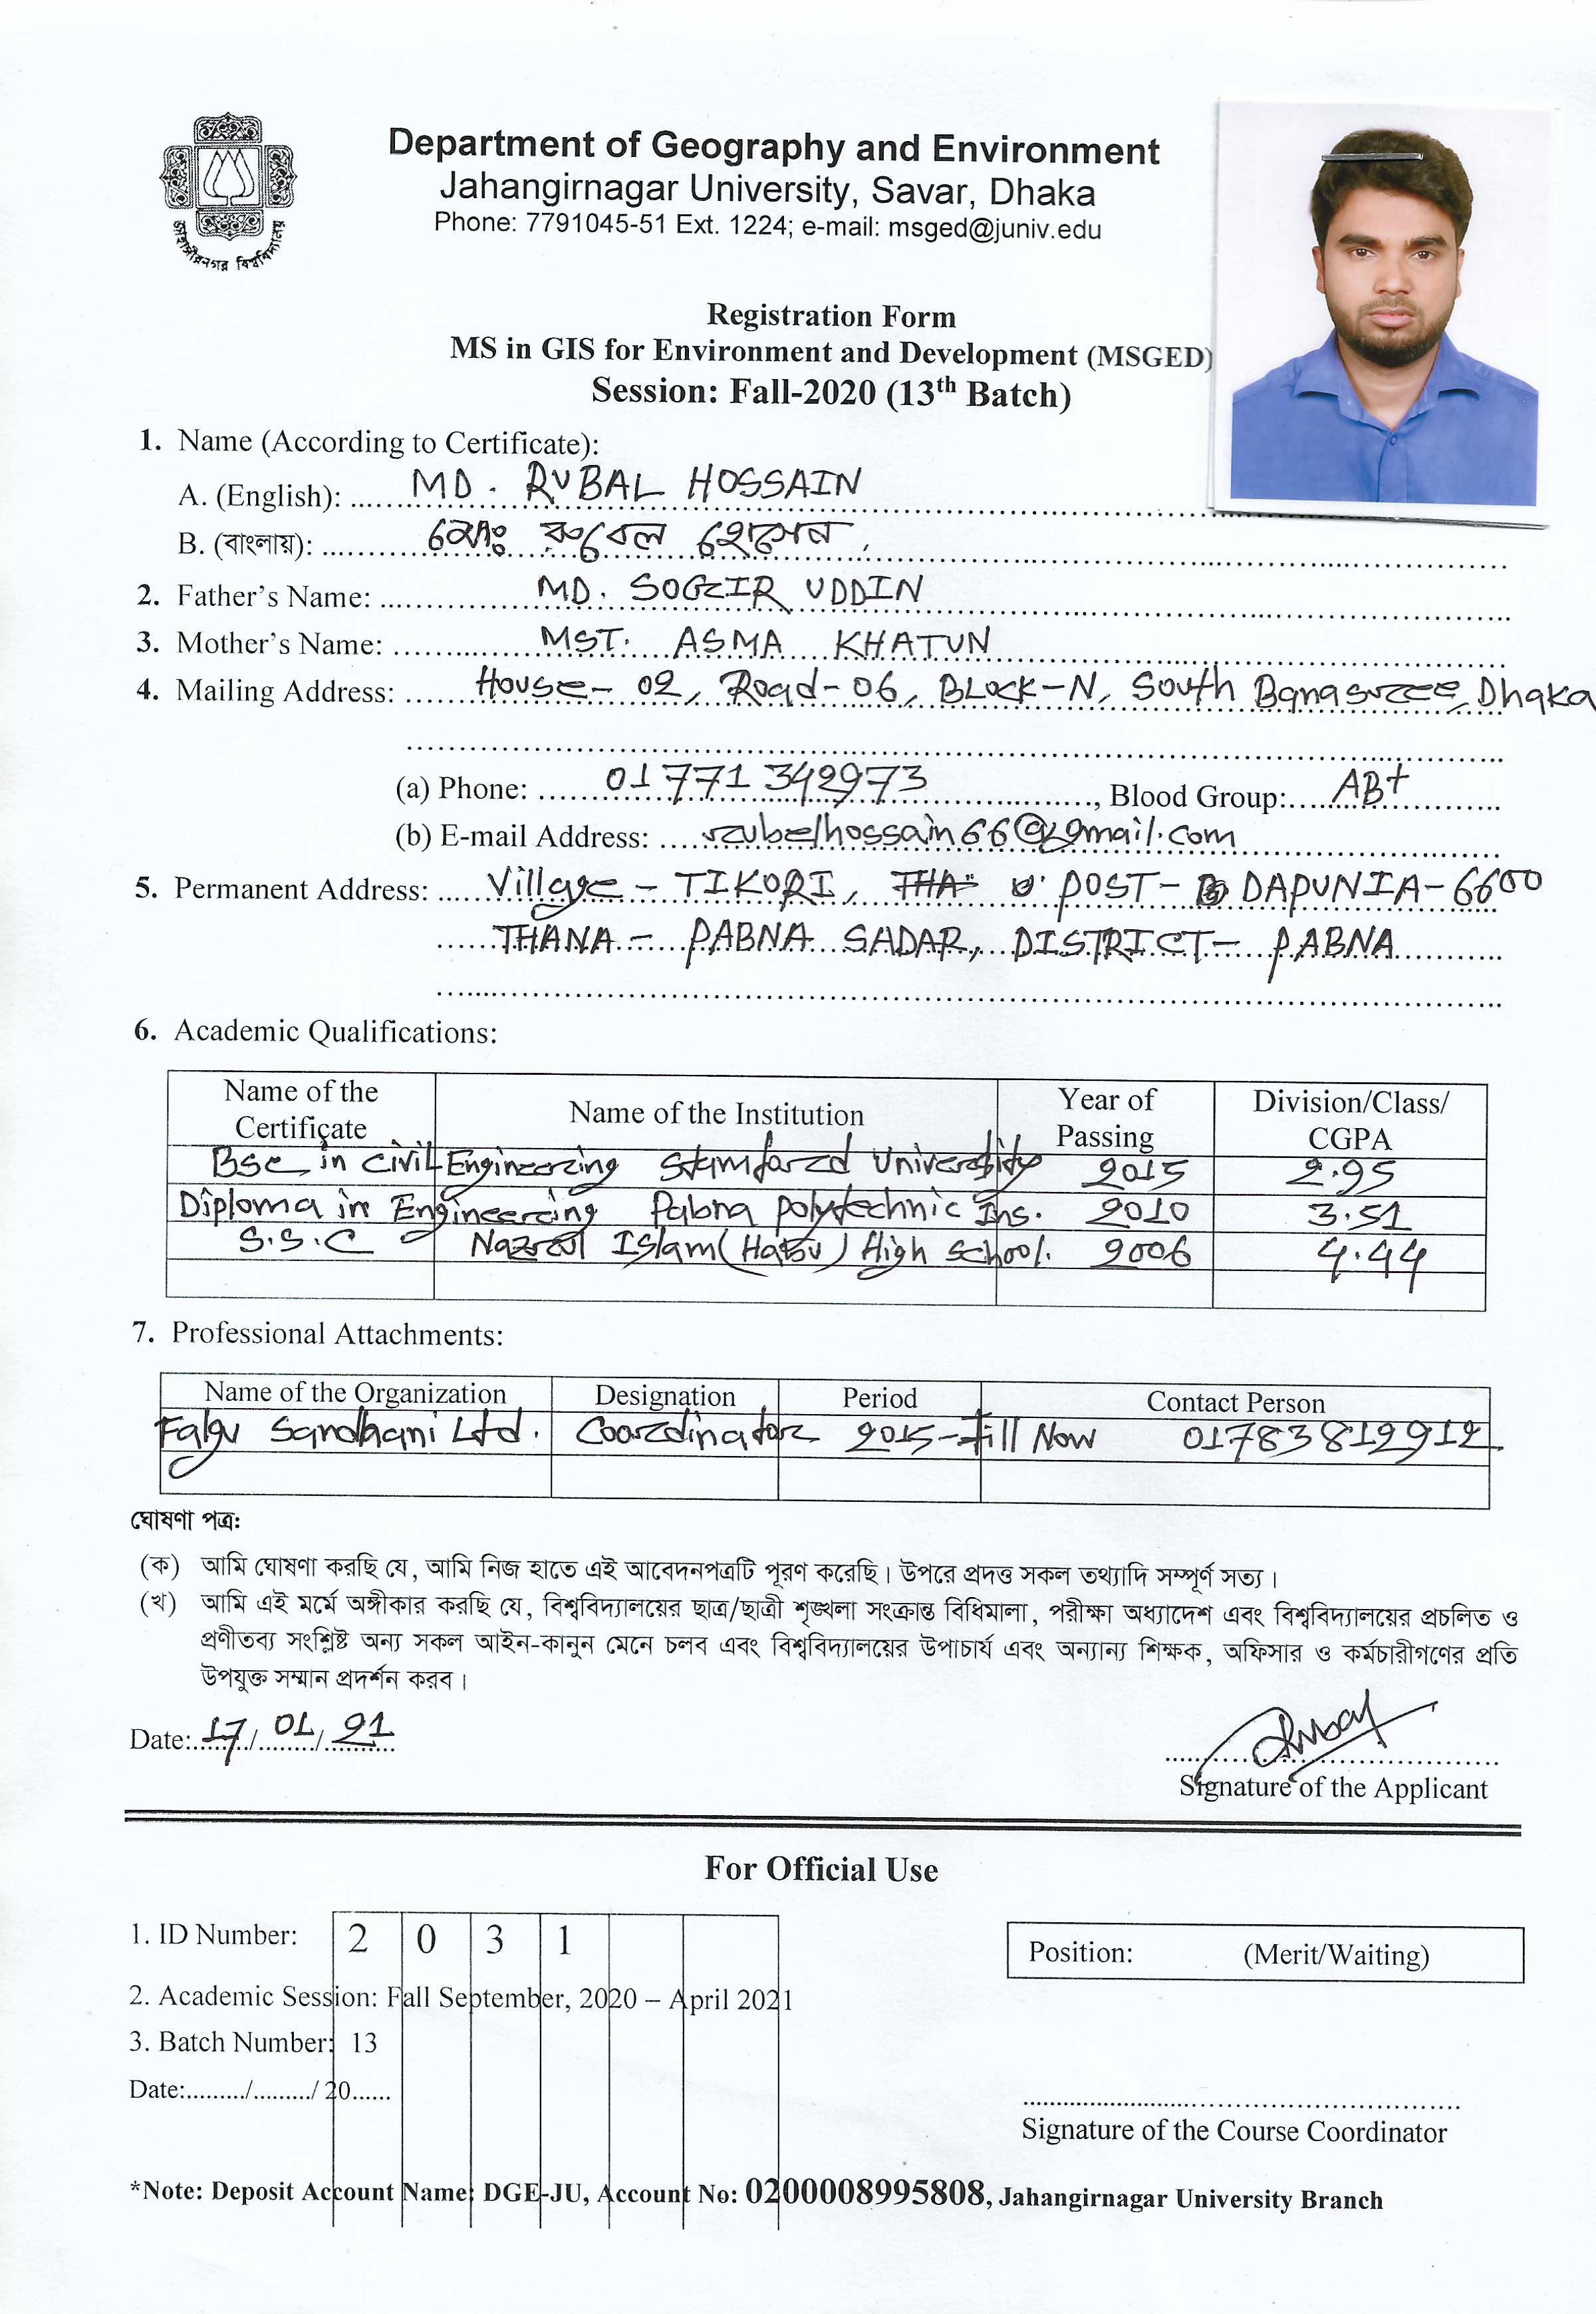 Department of Geography and Environment
Jahangirnagar University, Savar, Dhaka
Phone: 7791045-51 Ext. 1224; e-mail: msged@juniv.edu
জাহাঙ্গীরনগর বিশ্ববিদ্যালয়
Registration Form
MS in GIS for Environment and Development (MSGED)
Session: Fall-2020 (13th Batch)
1. Name (According to Certificate):
A. (English): MD. RUBAL HOSSAIN
B. (বাংলায়): মোঃ রুবেল হোসেন
2. Father's Name: MD. SOGIR UDDIN
3. Mother's Name: MST. ASMA KHATUN
4. Mailing Address: House- 02, Road-06, BLock-N, South Banasree, Dhaka
(a) Phone: 01771342973, Blood Group: AB+
(b) E-mail Address: rubelhossain66@gmail.com
5. Permanent Address: Village - TIKORI, POST- DAPUNIA-6600
THANA - PABNA SADAR, DISTRICT- PABNA
6. Academic Qualifications:
Name of the Certificate Name of the Institution Year of Passing Division/Class/CGPA
Bsc in civil Engineering Stamford University 2015 2.95
Diploma in Engineering Pabna polytechnic Ins. 2010 3.51
S.S.C Nazrul Islam (Habu) High School. 2006 4.44
7. Professional Attachments:
Name of the Organization Designation Period Contact Person
Falgu Sandhani Ltd. Coordinator 2015-Till Now 01783812912
ঘোষণা পত্র:
(ক) আমি ঘোষণা করছি যে, আমি নিজ হাতে এই আবেদনপত্রটি পূরণ করেছি। উপরে প্রদত্ত সকল তথ্যাদি সম্পূর্ণ সত্য।
(খ) আমি এই মর্মে অঙ্গীকার করছি যে, বিশ্ববিদ্যালয়ের ছাত্র/ছাত্রী শৃঙ্খলা সংক্রান্ত বিধিমালা, পরীক্ষা অধ্যাদেশ এবং বিশ্ববিদ্যালয়ের প্রচলিত ও
প্রণীতব্য সংশ্লিষ্ট অন্য সকল আইন-কানুন মেনে চলব এবং বিশ্ববিদ্যালয়ের উপাচার্য এবং অন্যান্য শিক্ষক, অফিসার ও কর্মচারীগণের প্রতি
উপযুক্ত সম্মান প্রদর্শন করব।
Date: 17/01/21
Signature of the Applicant
For Official Use
1. ID Number: 2 0 3 1
Position: (Merit/Waiting)
2. Academic Session: Fall September, 2020 – April 2021
3. Batch Number: 13
Date:........./........./ 20......
Signature of the Course Coordinator
*Note: Deposit Account Name: DGE-JU, Account No: 0200008995808, Jahangirnagar University Branch